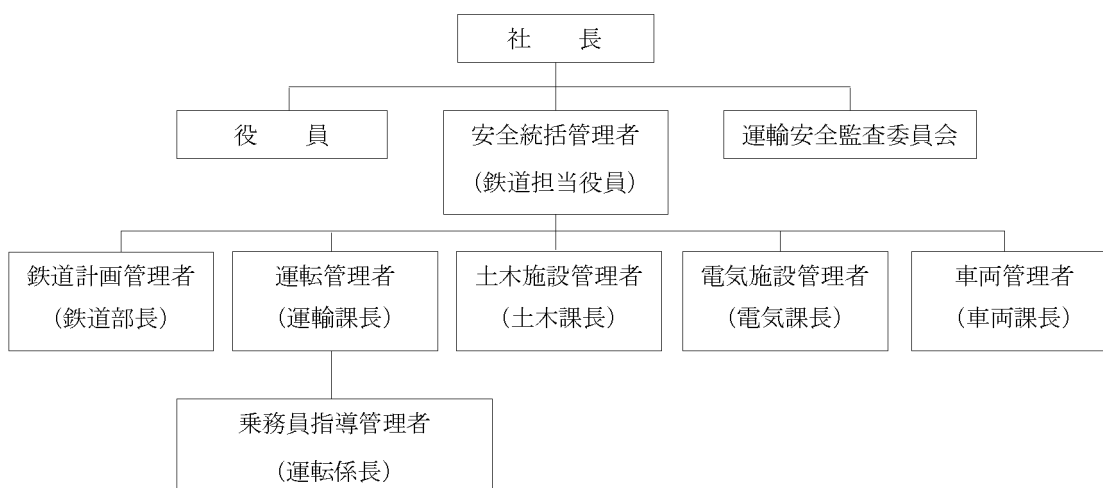 社　　長
役　　員
安全統括管理者
（鉄道担当役員）
運輸安全監査委員会
鉄道計画管理者
（鉄道部長）
運転管理者
（運輸課長）
土木施設管理者
（土木課長）
電気施設管理者
（電気課長）
車両管理者
（車両課長）
乗務員指導管理者
（運転係長）